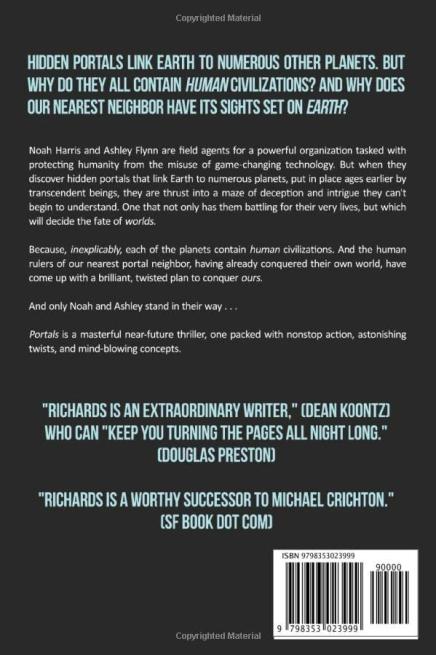 Copyrighted Material
HIDDEN PORTALS LINK EARTH TO NUMEROUS OTHER PLANETS. BUT
WHY DO THEY ALL CONTAIN HUMAN CIVILIZATIONS? AND WHY DOES
OUR NEAREST NEIGHBOR HAVE ITS SIGHTS SET ON EARTH?
Noah Harris and Ashley Flynn are field agents for a powerful organization tasked with
protecting humanity from the misuse of game-changing technology. But when they
discover hidden portals that link Earth to numerous planets, put in place ages earlier by
transcendent beings, they are thrust into a maze of deception and intrigue they can't
begin to understand. One that not only has them battling for their very lives, but which
will decide the fate of worlds.
Because, inexplicably, each of the planets contain human civilizations. And the human
rulers of our nearest portal neighbor, having already conquered their own world, have
come up with a brilliant, twisted plan to conquer ours.
And only Noah and Ashley stand in their way . . .
Portals is a masterful near-future thriller, one packed with nonstop action, astonishing
twists, and mind-blowing concepts.
"RICHARDS IS AN EXTRAORDINARY WRITER," (DEAN KOONTZ)
WHO CAN "KEEP YOU TURNING THE PAGES ALL NIGHT LONG."
(DOUGLAS PRESTON)
"RICHARDS IS A WORTHY SUCCESSOR TO MICHAEL CRICHTON."
(SF BOOK DOT COM)
ISBN 9798353023999
90000
9 798353 023999
Copyrighted Material